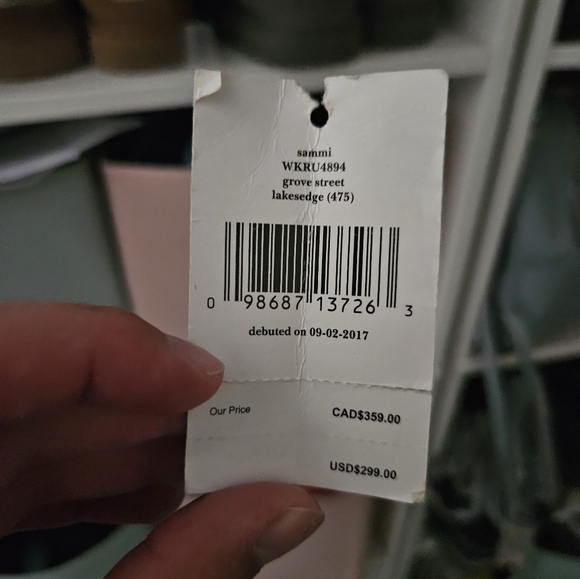 sammi
WKRU4894
grove street
lakesedge (475)
0 98687 13726 3
debuted on 09-02-2017
Our Price CAD$359.00
USD$299.00